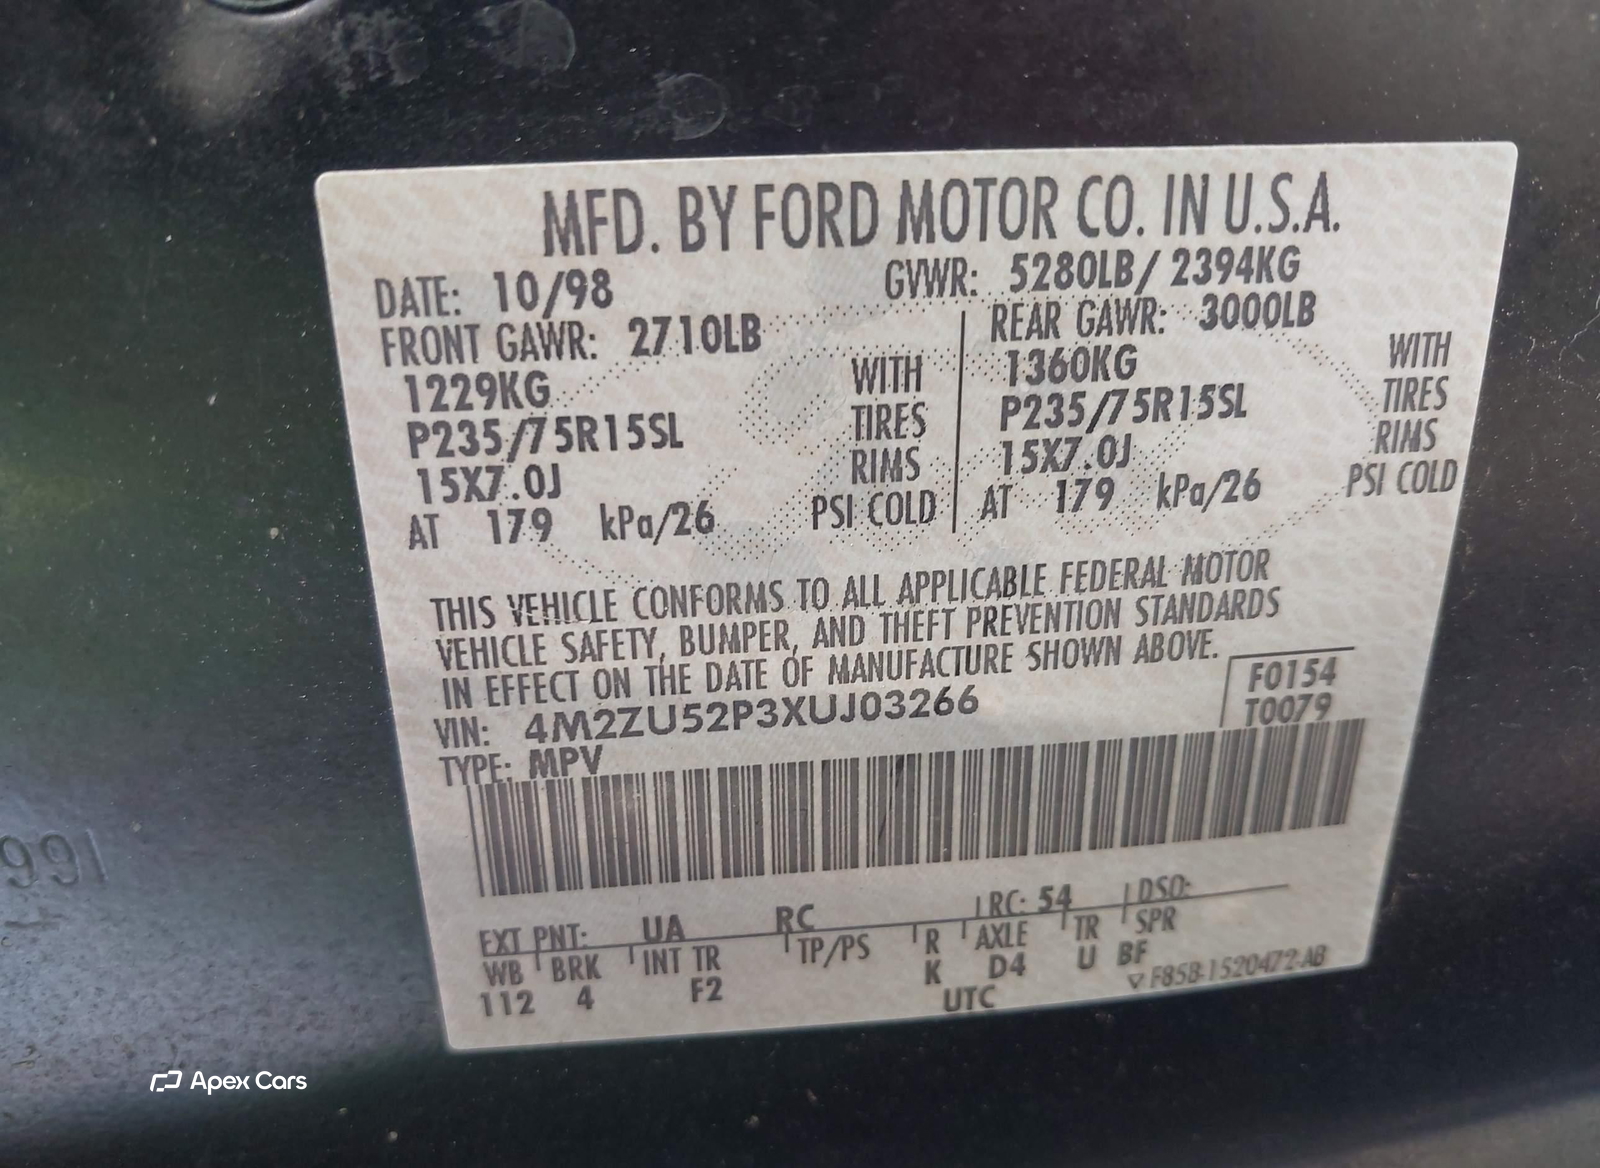 MFD. BY FORD MOTOR CO. IN U.S.A.
DATE: 10/98 GVWR: 5280LB/ 2394KG
FRONT GAWR: 2710LB REAR GAWR: 3000LB
1229KG WITH 1360KG WITH
P235/75R15SL TIRES P235/75R15SL TIRES
15X7.0J RIMS 15X7.0J RIMS
AT 179 kPa/26 PSI COLD AT 179 kPa/26 PSI COLD
THIS VEHICLE CONFORMS TO ALL APPLICABLE FEDERAL MOTOR
VEHICLE SAFETY, BUMPER, AND THEFT PREVENTION STANDARDS
IN EFFECT ON THE DATE OF MANUFACTURE SHOWN ABOVE.
F0154
VIN: 4M2ZU52P3XUJ03266 T0079
TYPE: MPV
EXT PNT: UA RC RC: 54 DSO:
WB BRK INT TR TP/PS R AXLE TR SPR
112 4 F2 K D4 U BF
UTC ▽ F85B-1520472-AB
1991
Apex Cars